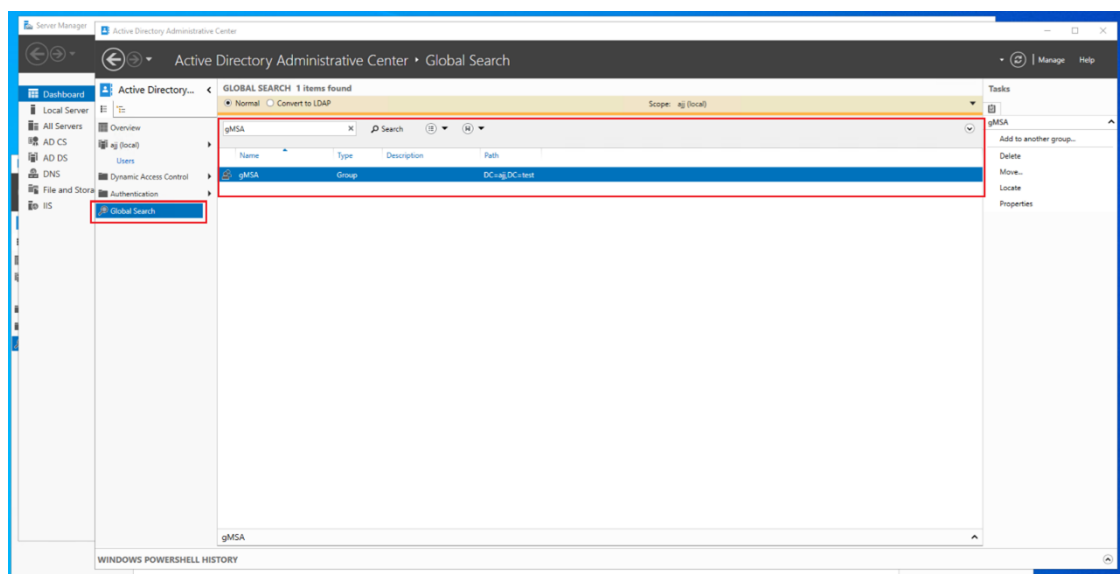 Server Manager
Active Directory Administrative Center
Active Directory Administrative Center • Global Search
Manage Help
Dashboard
Local Server
All Servers
AD CS
AD DS
DNS
File and Stora
IIS
Active Directory...
Overview
ajj (local)
Users
Dynamic Access Control
Authentication
Global Search
GLOBAL SEARCH 1 items found
Normal Convert to LDAP Scope: ajj (local)
gMSA Search
Name Type Description Path
gMSA Group DC=ajj,DC=test
gMSA
Tasks
gMSA
Add to another group...
Delete
Move...
Locate
Properties
WINDOWS POWERSHELL HISTORY